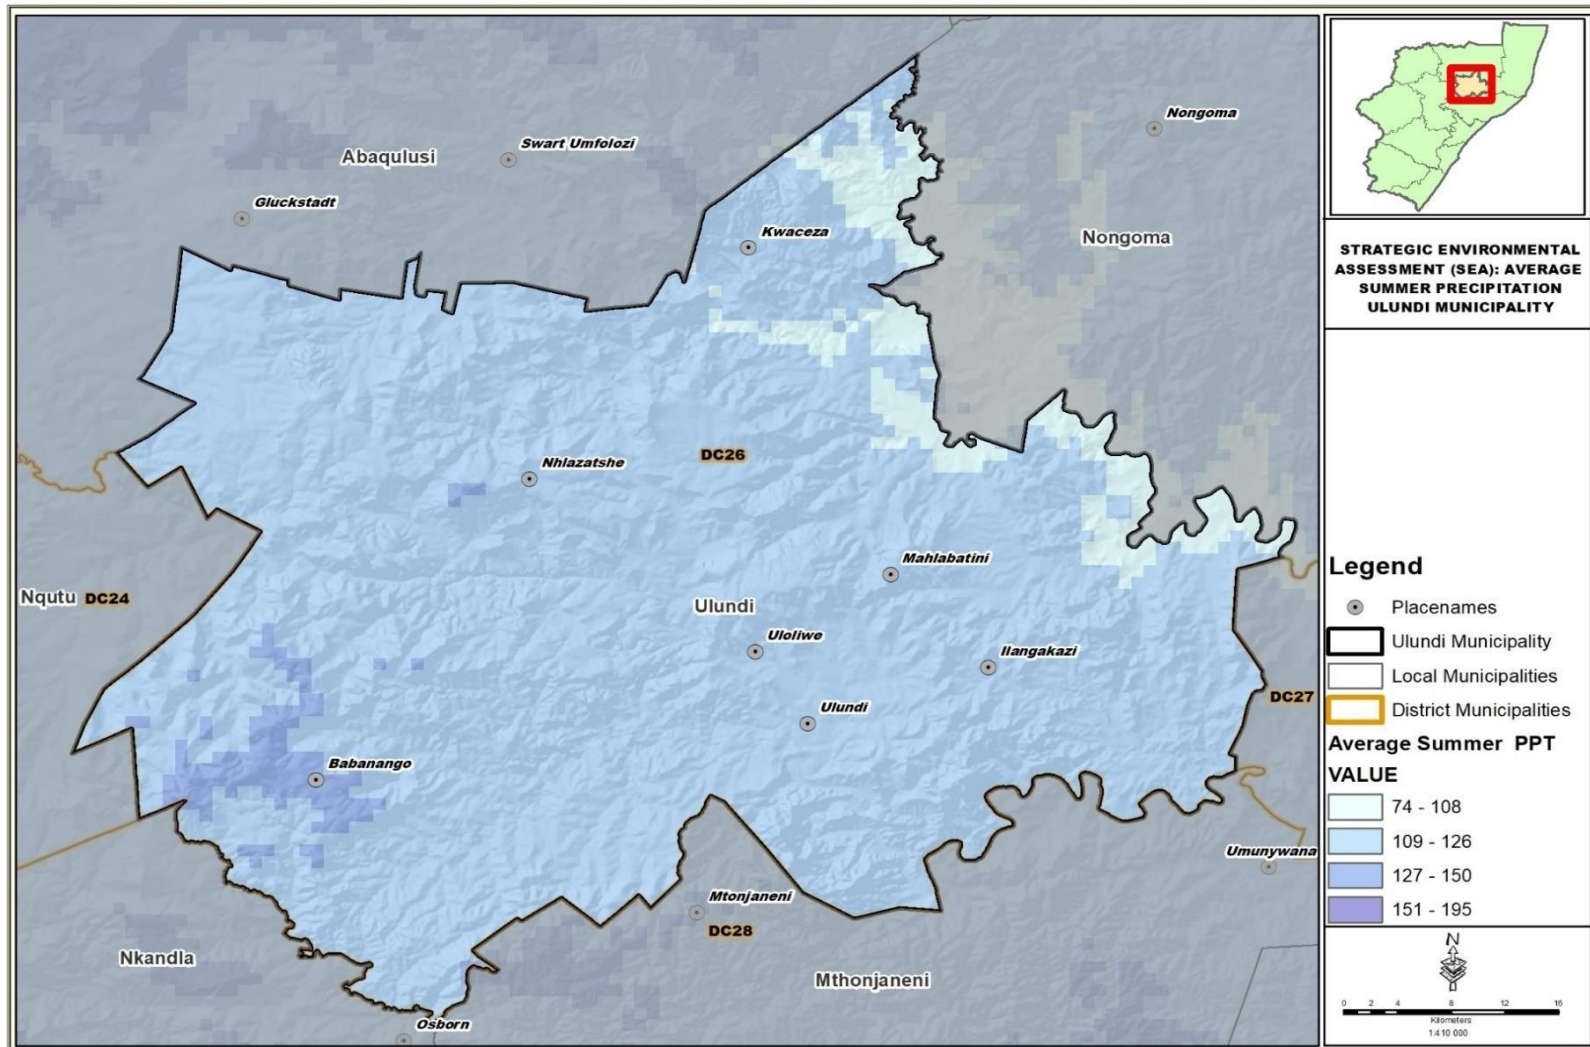 Nongoma
Swart Umfolozi
Abaqulusi
Gluckstadt
Kwaceza
Nongoma
DC26
Nhlazatshe
Mahlabatini
Nqutu DC24
Ulundi
Uloliwe
Ilangakazi
DC27
Ulundi
Babanango
Umunywana
Mtonjaneni
DC28
Nkandla
Mthonjaneni
Osborn
STRATEGIC ENVIRONMENTAL
ASSESSMENT (SEA): AVERAGE
SUMMER PRECIPITATION
ULUNDI MUNICIPALITY
Legend
Placenames
Ulundi Municipality
Local Municipalities
District Municipalities
Average Summer PPT
VALUE
74 - 108
109 - 126
127 - 150
151 - 195
N
0 2 4 8 12 16
Kilometers
1:410 000